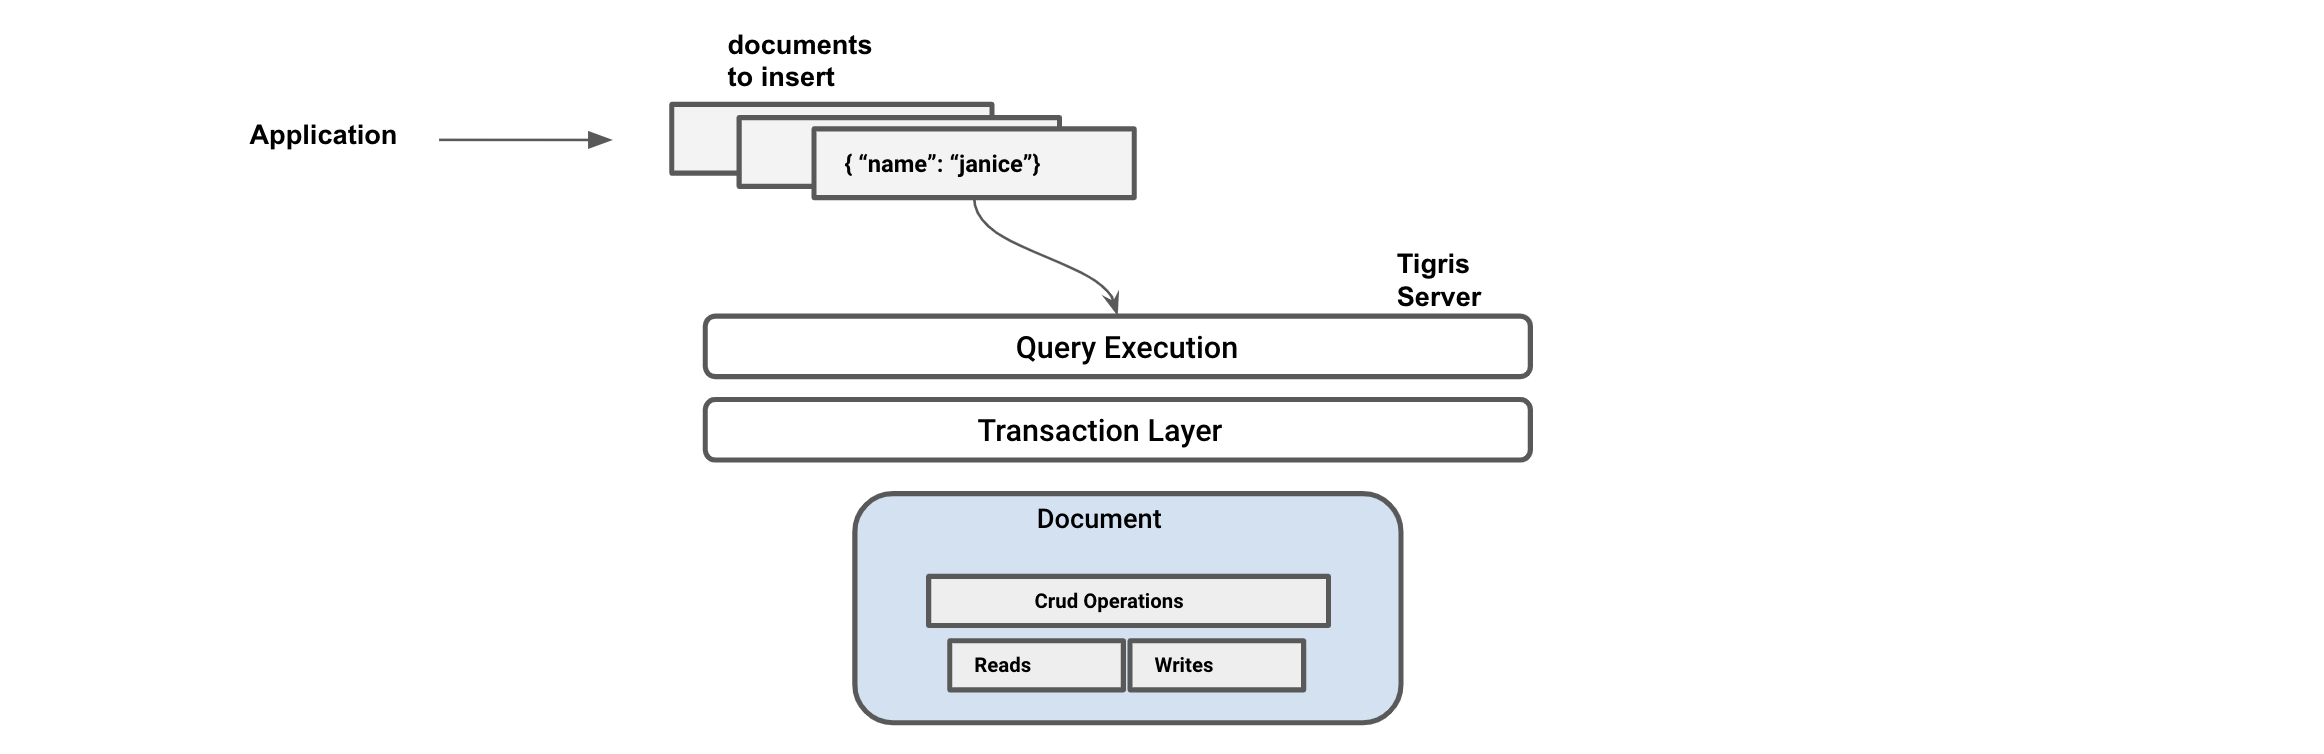 documents
to insert
Application
{ “name”: “janice”}
Tigris
Server
Query Execution
Transaction Layer
Document
Crud Operations
Reads
Writes